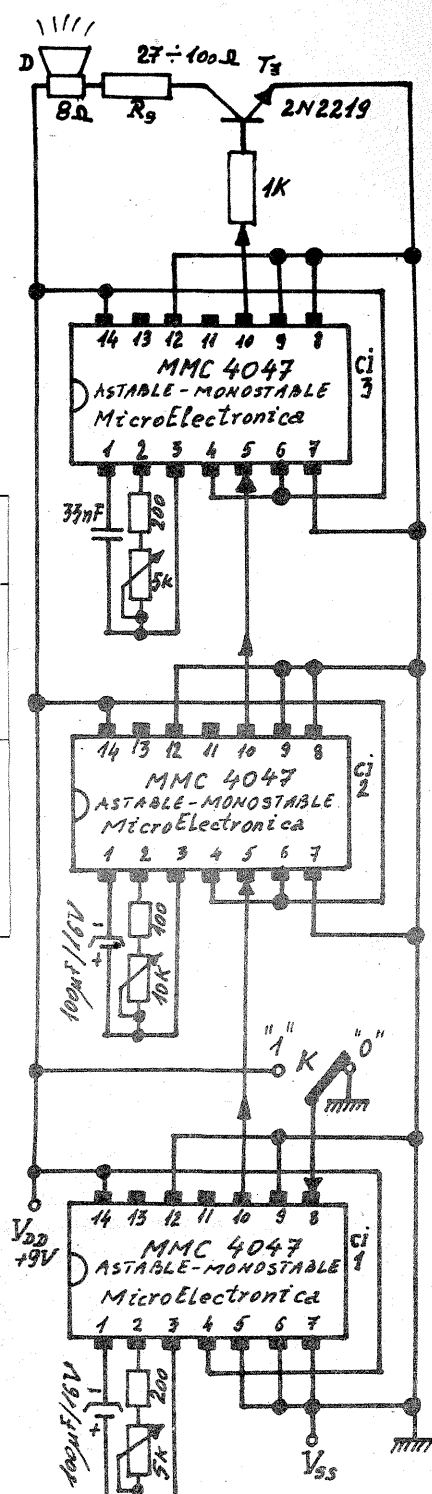 D
27÷100Ω
T3
8Ω
R9
2N2219
1K
14 13 12 11 10 9 8
MMC 4047
ASTABLE-MONOSTABLE
MicroElectronica
1 2 3 4 5 6 7
Ci
3
33nF
200
5K
14 13 12 11 10 9 8
MMC 4047
ASTABLE-MONOSTABLE
MicroElectronica
1 2 3 4 5 6 7
Ci
2
100µF/16V
- +
100
10K
"1" K "0"
VDD
+9V
14 13 12 11 10 9 8
MMC 4047
ASTABLE-MONOSTABLE
MicroElectronica
1 2 3 4 5 6 7
Ci
1
100µF/16V
- +
200
5K
VSS